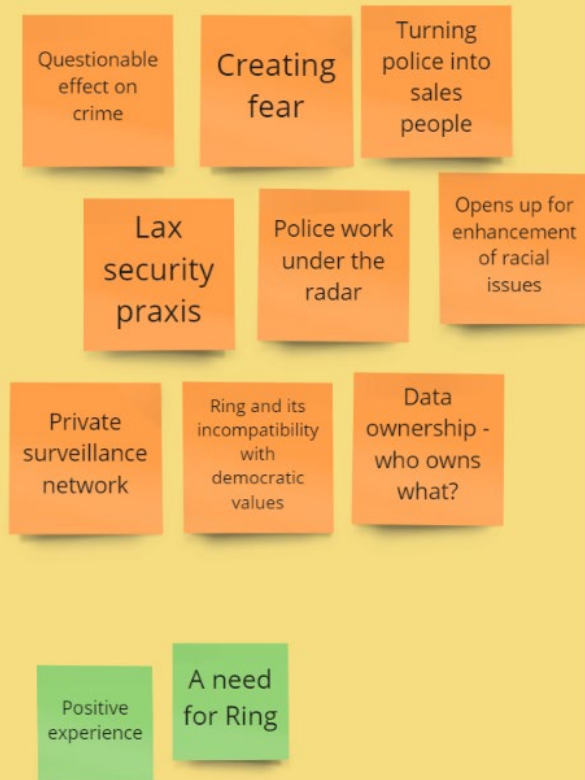 Questionable
effect on
crime
Creating
fear
Turning
police into
sales
people
Lax
security
praxis
Police work
under the
radar
Opens up for
enhancement
of racial
issues
Private
surveillance
network
Ring and its
incompatibility
with
democratic
values
Data
ownership -
who owns
what?
Positive
experience
A need
for Ring